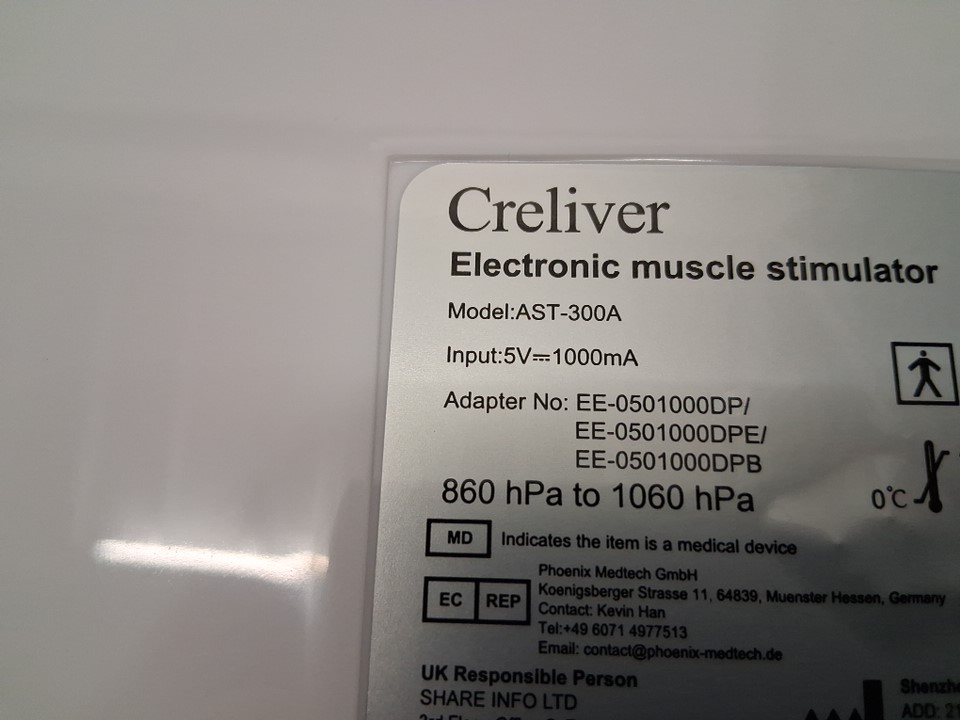 Creliver
Electronic muscle stimulator
Model:AST-300A
Input:5V⎓1000mA
Adapter No: EE-0501000DP/
EE-0501000DPE/
EE-0501000DPB
860 hPa to 1060 hPa
0℃
MD Indicates the item is a medical device
EC REP
Phoenix Medtech GmbH
Koenigsberger Strasse 11, 64839, Muenster Hessen, Germany
Contact: Kevin Han
Tel:+49 6071 4977513
Email: contact@phoenix-medtech.de
UK Responsible Person
SHARE INFO LTD
ADD: